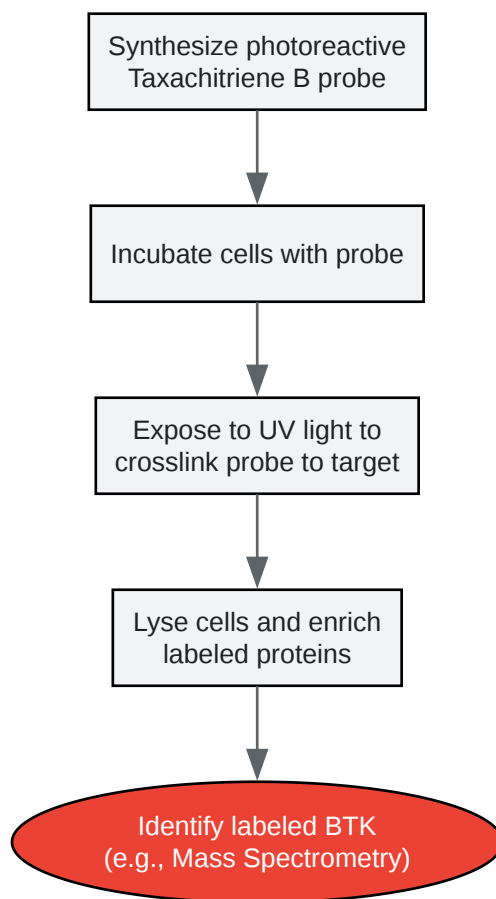 Synthesize photoreactive
Taxachitriene B probe
Incubate cells with probe
Expose to UV light to
crosslink probe to target
Lyse cells and enrich
labeled proteins
Identify labeled BTK
(e.g., Mass Spectrometry)